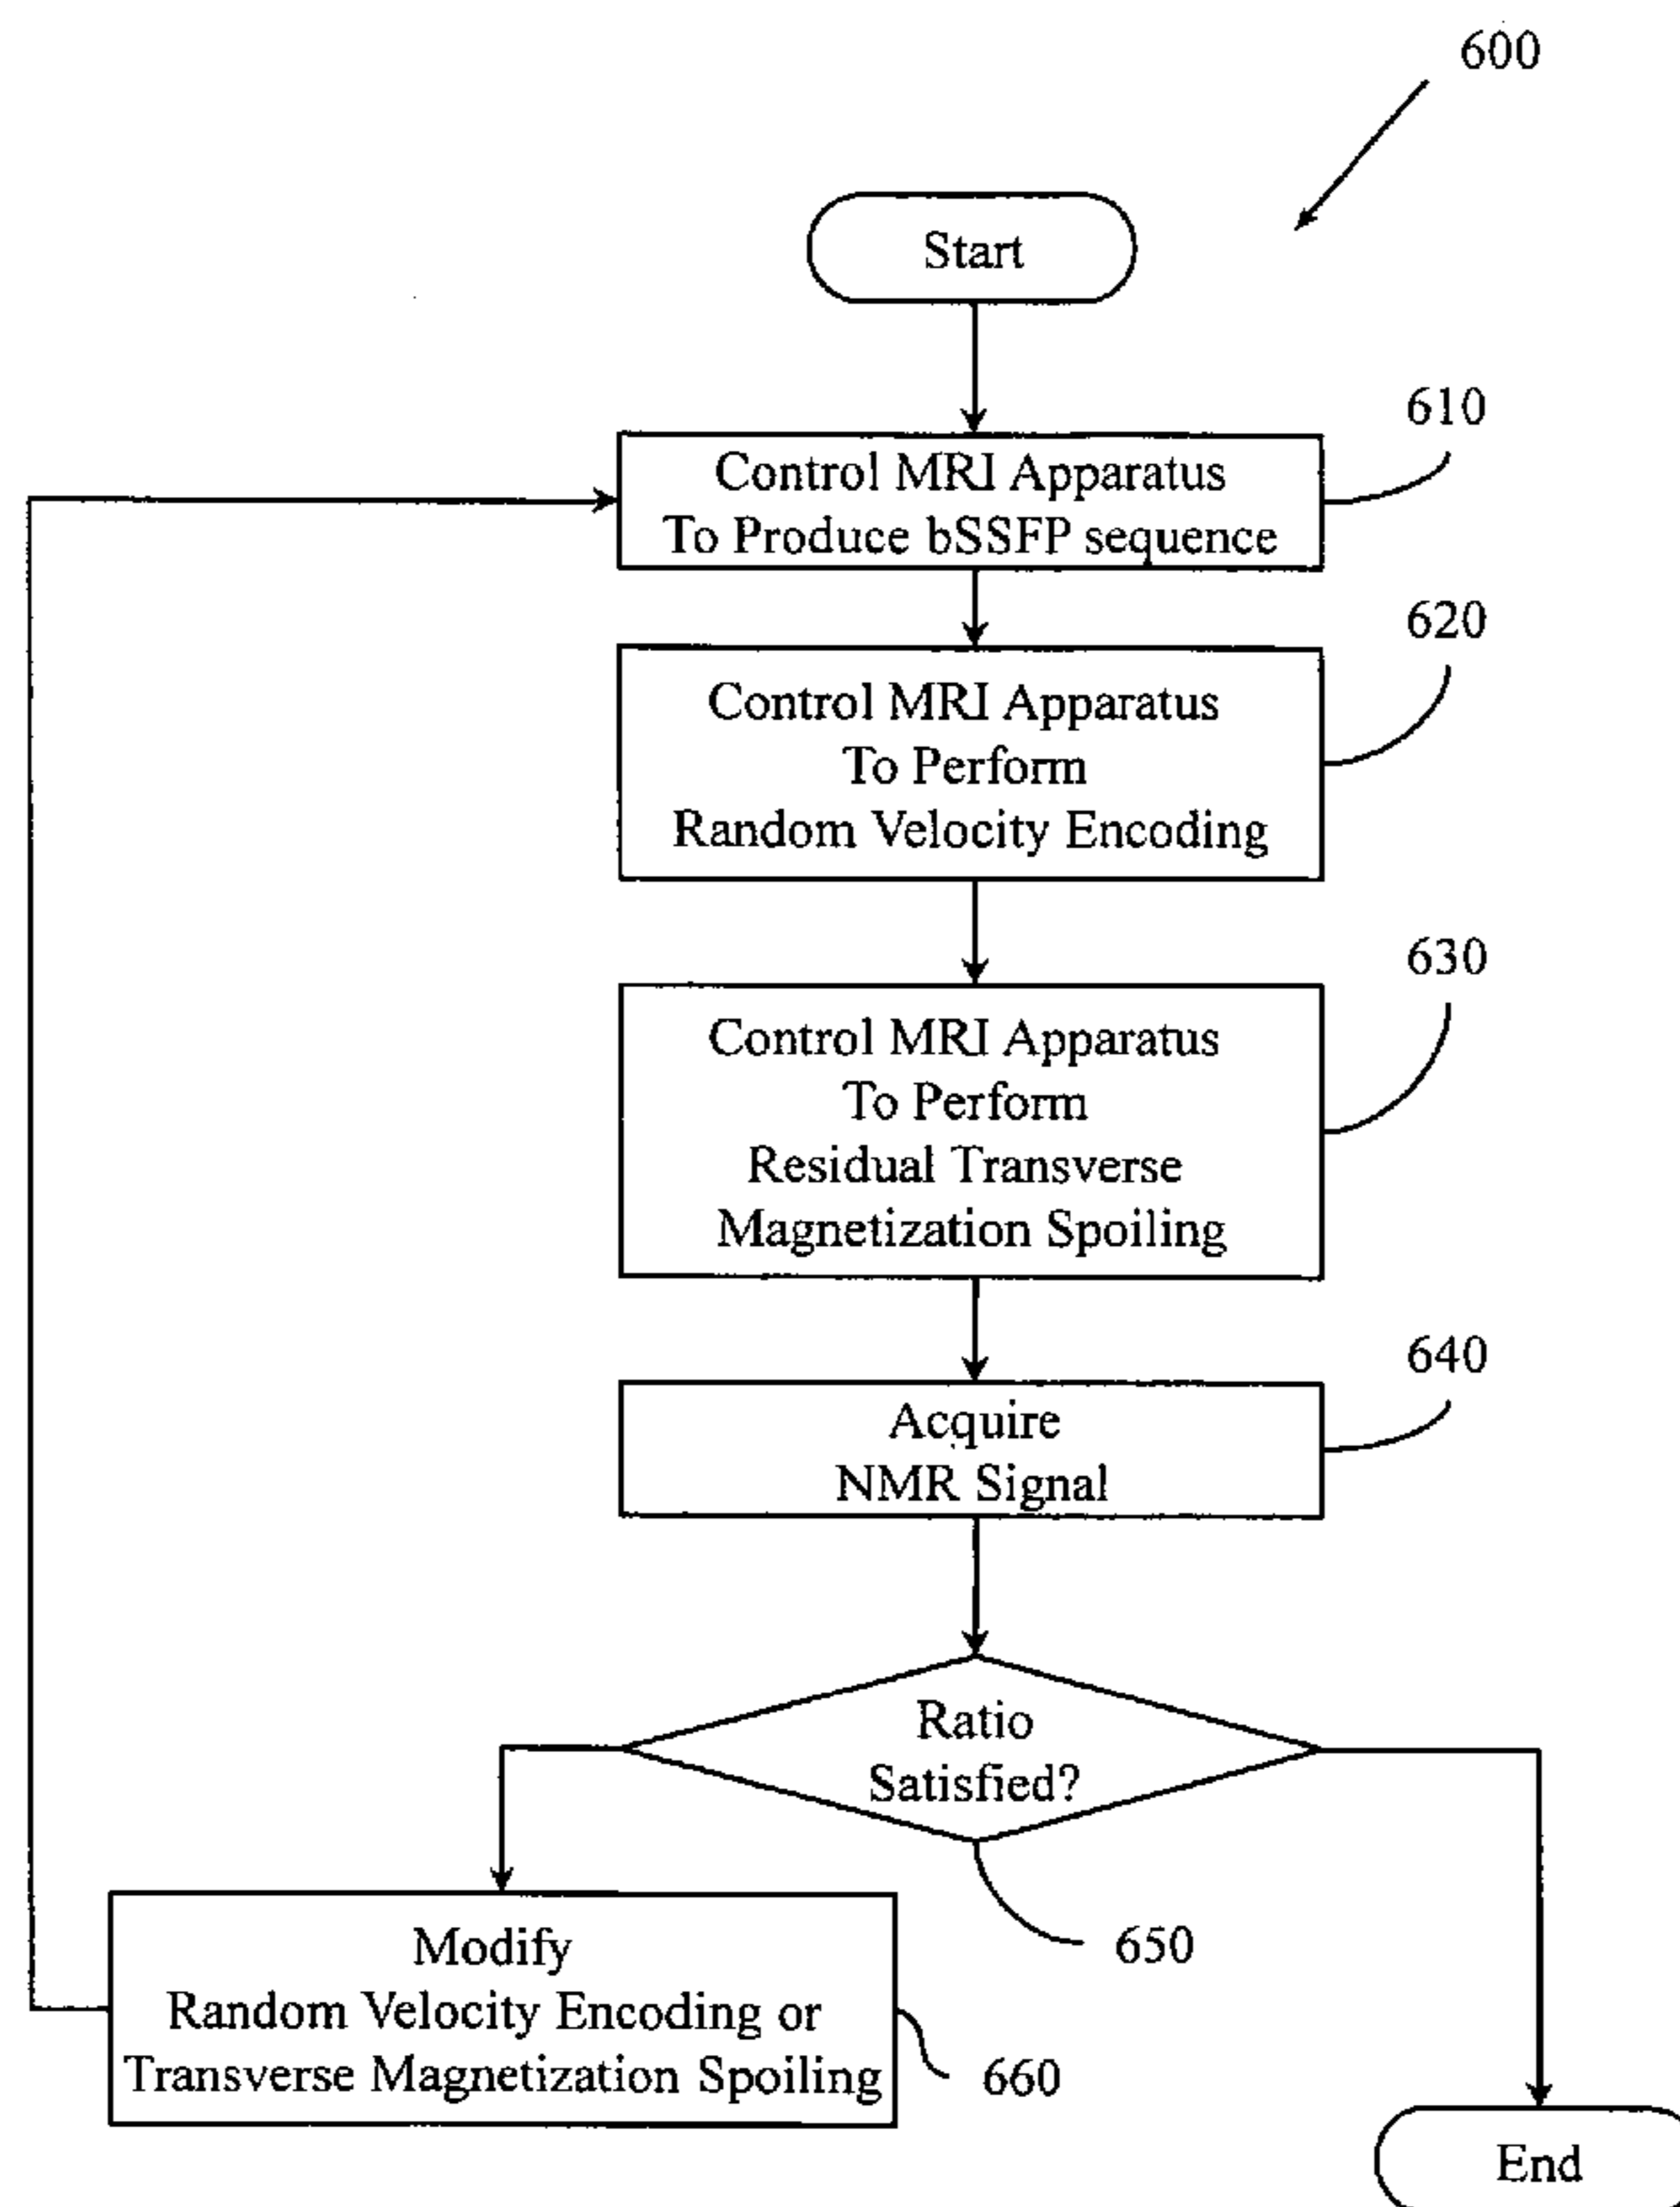 600
Start
610
Control MRI Apparatus
To Produce bSSFP sequence
620
Control MRI Apparatus
To Perform
Random Velocity Encoding
630
Control MRI Apparatus
To Perform
Residual Transverse
Magnetization Spoiling
640
Acquire
NMR Signal
Ratio
Satisfied?
650
Modify
Random Velocity Encoding or
Transverse Magnetization Spoiling
660
End